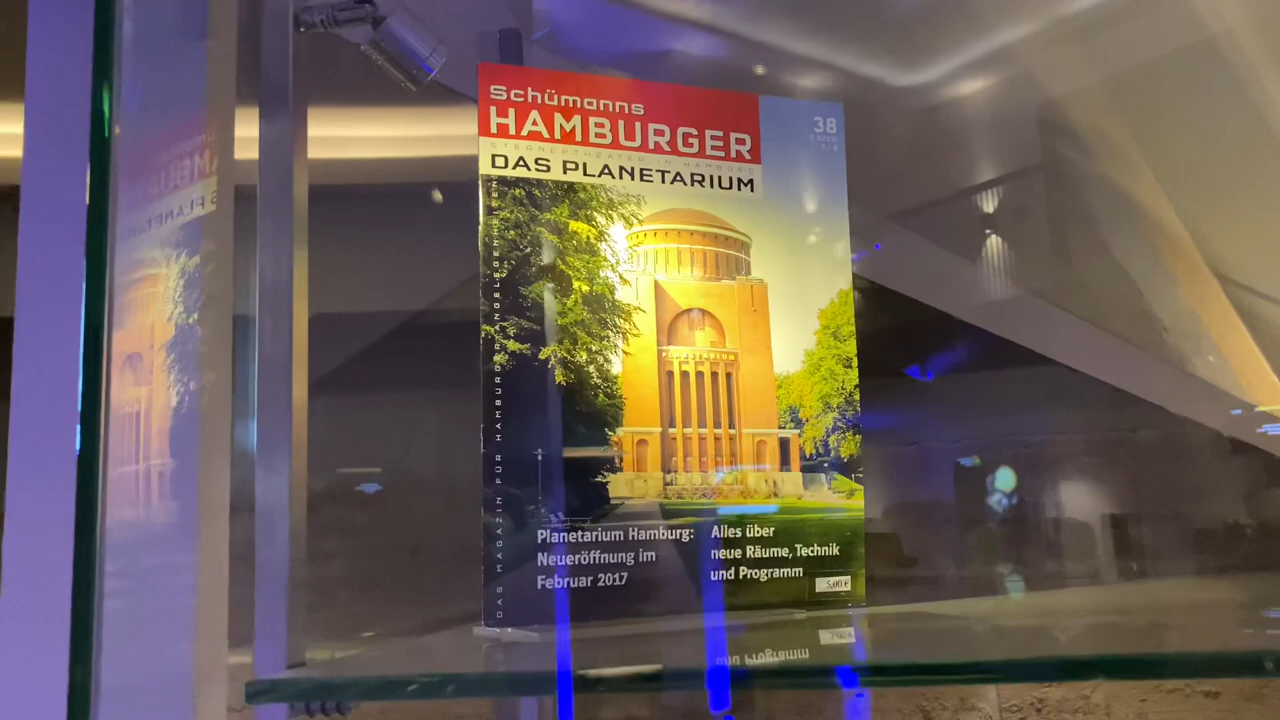 Schümanns
HAMBURGER
STERNENTHEATER IN HAMBURG
DAS PLANETARIUM
38
DAS MAGAZIN FÜR HAMBURGER ANGELEGENHEITEN
PLANETARIUM
Planetarium Hamburg:
Neueröffnung im
Februar 2017
Alles über
neue Räume, Technik
und Programm
5,00 €